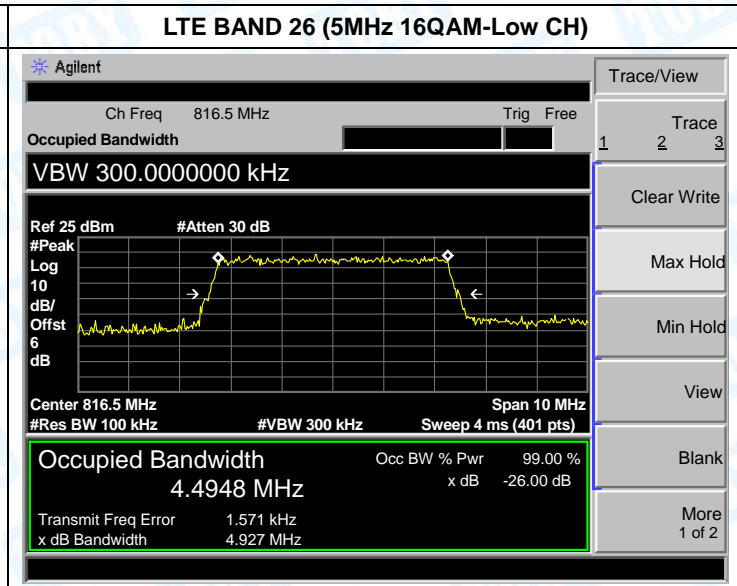 LTE BAND 26 (5MHz 16QAM-Low CH)
Agilent
Trace/View
Ch Freq 816.5 MHz Trig Free
Occupied Bandwidth
Trace
1 2 3
VBW 300.0000000 kHz
Clear Write
Ref 25 dBm #Atten 30 dB
#Peak
Log
10
dB/
Offst
6
dB
Max Hold
Min Hold
View
Center 816.5 MHz Span 10 MHz
#Res BW 100 kHz #VBW 300 kHz Sweep 4 ms (401 pts)
Occupied Bandwidth Occ BW % Pwr 99.00 %
4.4948 MHz x dB -26.00 dB
Blank
Transmit Freq Error 1.571 kHz
x dB Bandwidth 4.927 MHz
More
1 of 2